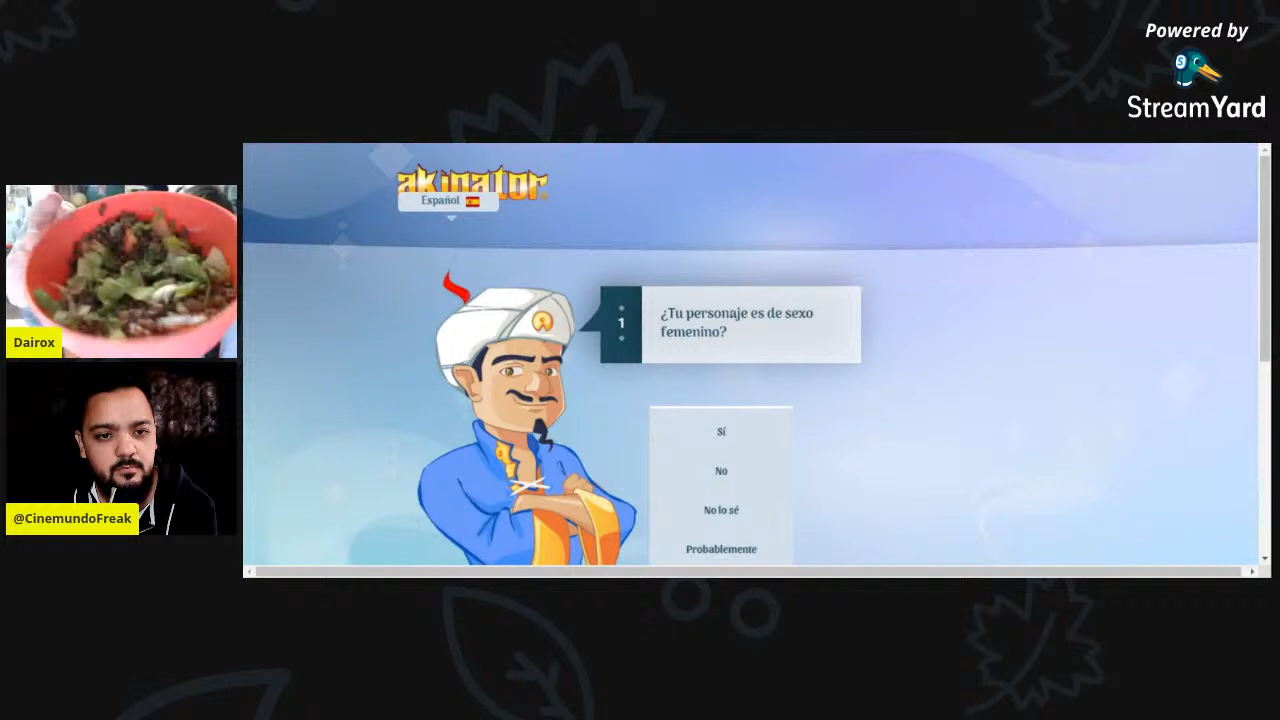 Powered by
StreamYard
akinator
Español
1
¿Tu personaje es de sexo
femenino?
Sí
No
No lo sé
Probablemente
Dairox
@CinemundoFreak